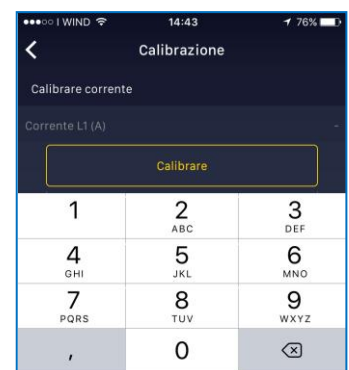 I WIND 14:43 76%
Calibrazione
Calibrare corrente
Corrente L1 (A) -
Calibrare
1 2 3
ABC DEF
4 5 6
GHI JKL MNO
7 8 9
PQRS TUV WXYZ
, 0